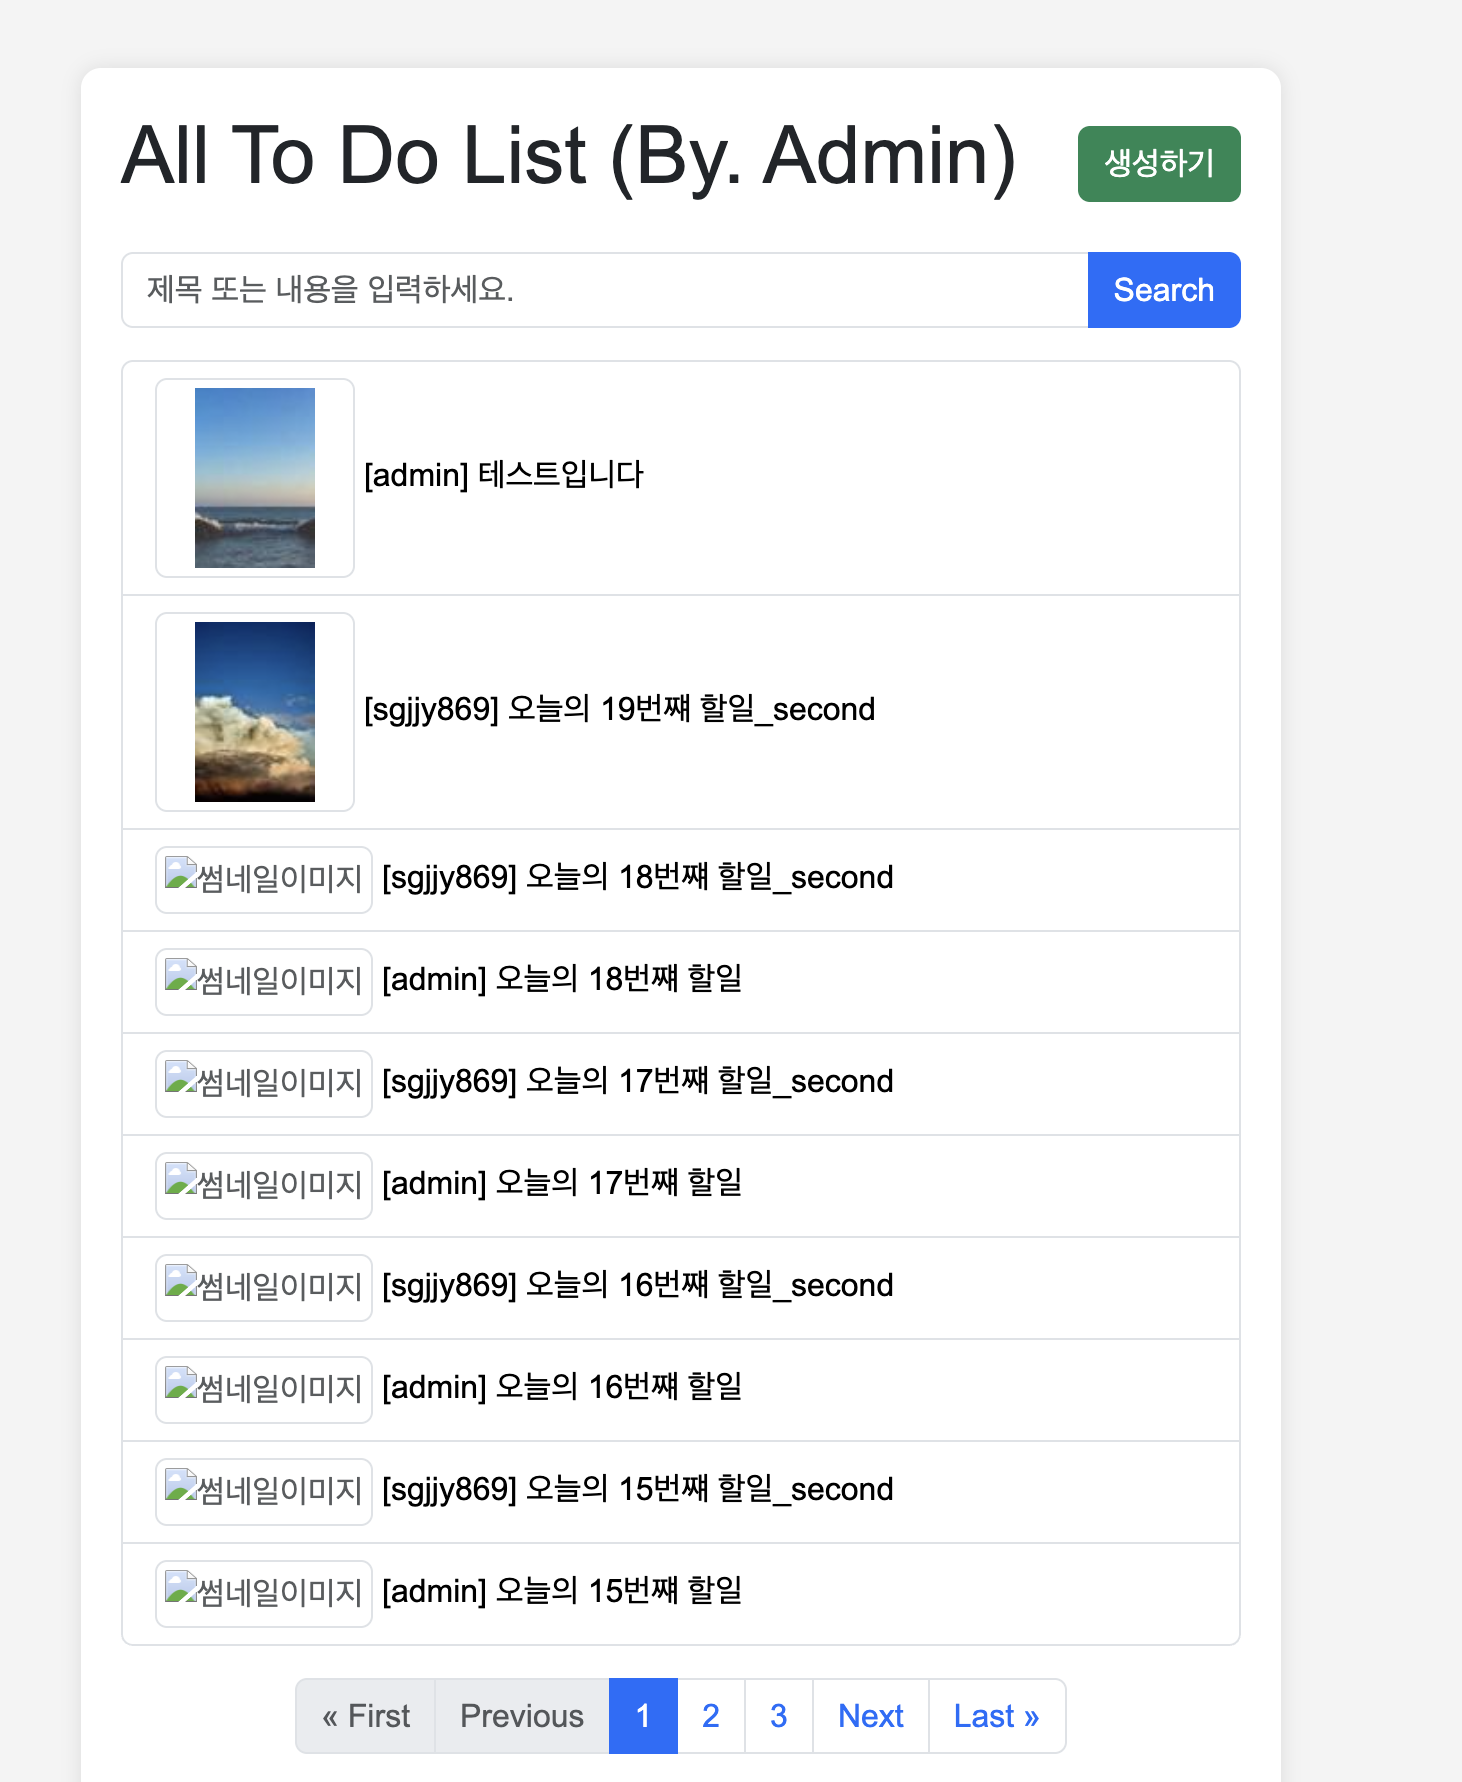 All To Do List (By. Admin)
생성하기
제목 또는 내용을 입력하세요.
Search
[admin] 테스트입니다
[sgjjy869] 오늘의 19번째 할일_second
썸네일이미지 [sgjjy869] 오늘의 18번쨰 할일_second
썸네일이미지 [admin] 오늘의 18번쨰 할일
썸네일이미지 [sgjjy869] 오늘의 17번쨰 할일_second
썸네일이미지 [admin] 오늘의 17번쨰 할일
썸네일이미지 [sgjjy869] 오늘의 16번쨰 할일_second
썸네일이미지 [admin] 오늘의 16번쨰 할일
썸네일이미지 [sgjjy869] 오늘의 15번쨰 할일_second
썸네일이미지 [admin] 오늘의 15번쨰 할일
« First Previous 1 2 3 Next Last »